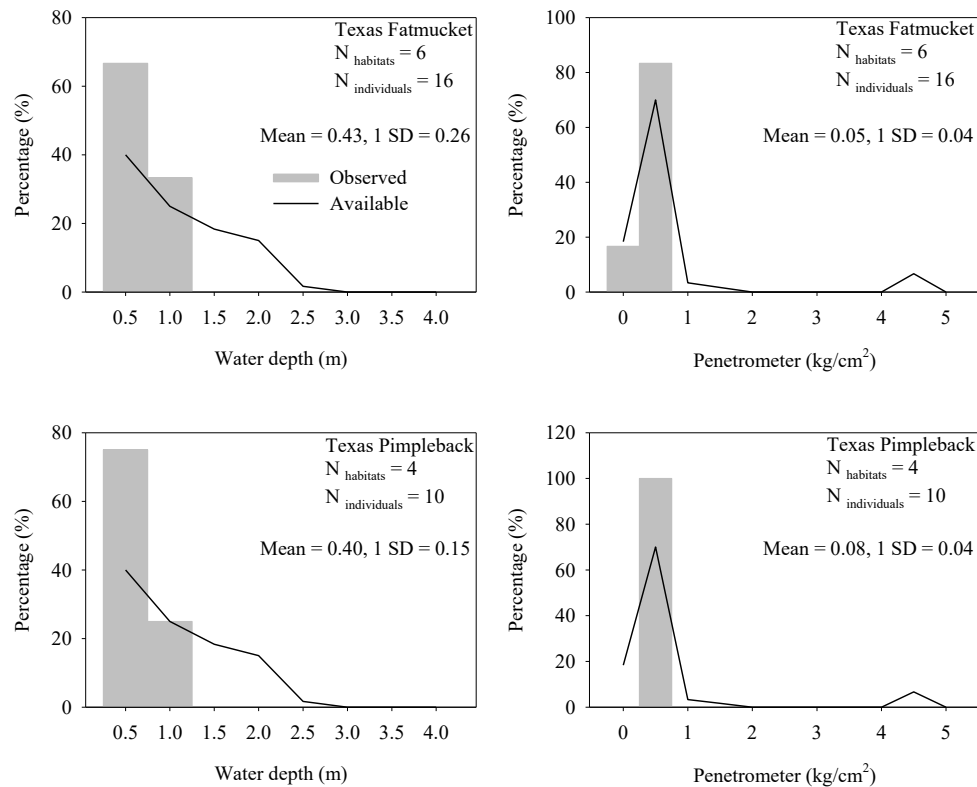 Texas Fatmucket
N habitats = 6
N individuals = 16
Mean = 0.43, 1 SD = 0.26
Observed
Available
Percentage (%)
80
60
40
20
0
0.5 1.0 1.5 2.0 2.5 3.0 3.5 4.0
Water depth (m)
Texas Fatmucket
N habitats = 6
N individuals = 16
Mean = 0.05, 1 SD = 0.04
Percentage (%)
100
80
60
40
20
0
0 1 2 3 4 5
Penetrometer (kg/cm²)
Texas Pimpleback
N habitats = 4
N individuals = 10
Mean = 0.40, 1 SD = 0.15
Percentage (%)
80
60
40
20
0
0.5 1.0 1.5 2.0 2.5 3.0 3.5 4.0
Water depth (m)
Texas Pimpleback
N habitats = 4
N individuals = 10
Mean = 0.08, 1 SD = 0.04
Percentage (%)
120
100
80
60
40
20
0
0 1 2 3 4 5
Penetrometer (kg/cm²)